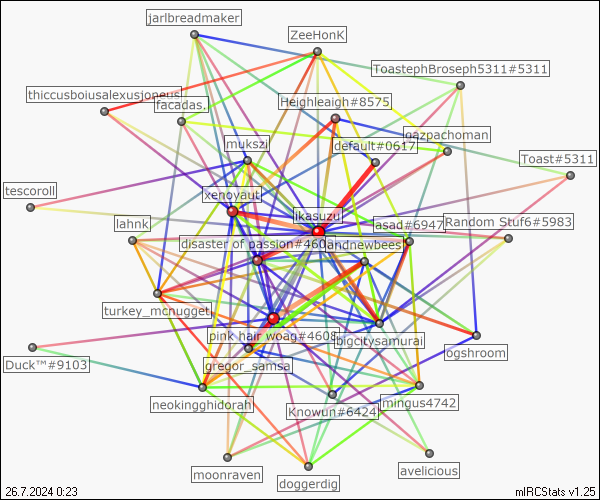 jarlbreadmaker
ZeeHonK
ToastephBroseph5311#5311
thiccusboiusalexusjoneus
facadas.
Heighleaigh#8575
gazpachoman
mukszi
default#0617
Toast#5311
tescoroll
xenoyaut
ikasuzu
lahnk
asad#6947
Random Stuf6#5983
disaster of passion#460
andnewbees
turkey_mcnugget
pink hair woag#4608
bigcitysamurai
bgshroom
Duck™#9103
gregor_samsa
neokingghidorah
Knowun#6424
mingus4742
moonraven
doggerdig
avelicious
26.7.2024 0:23
mIRCStats v1.25